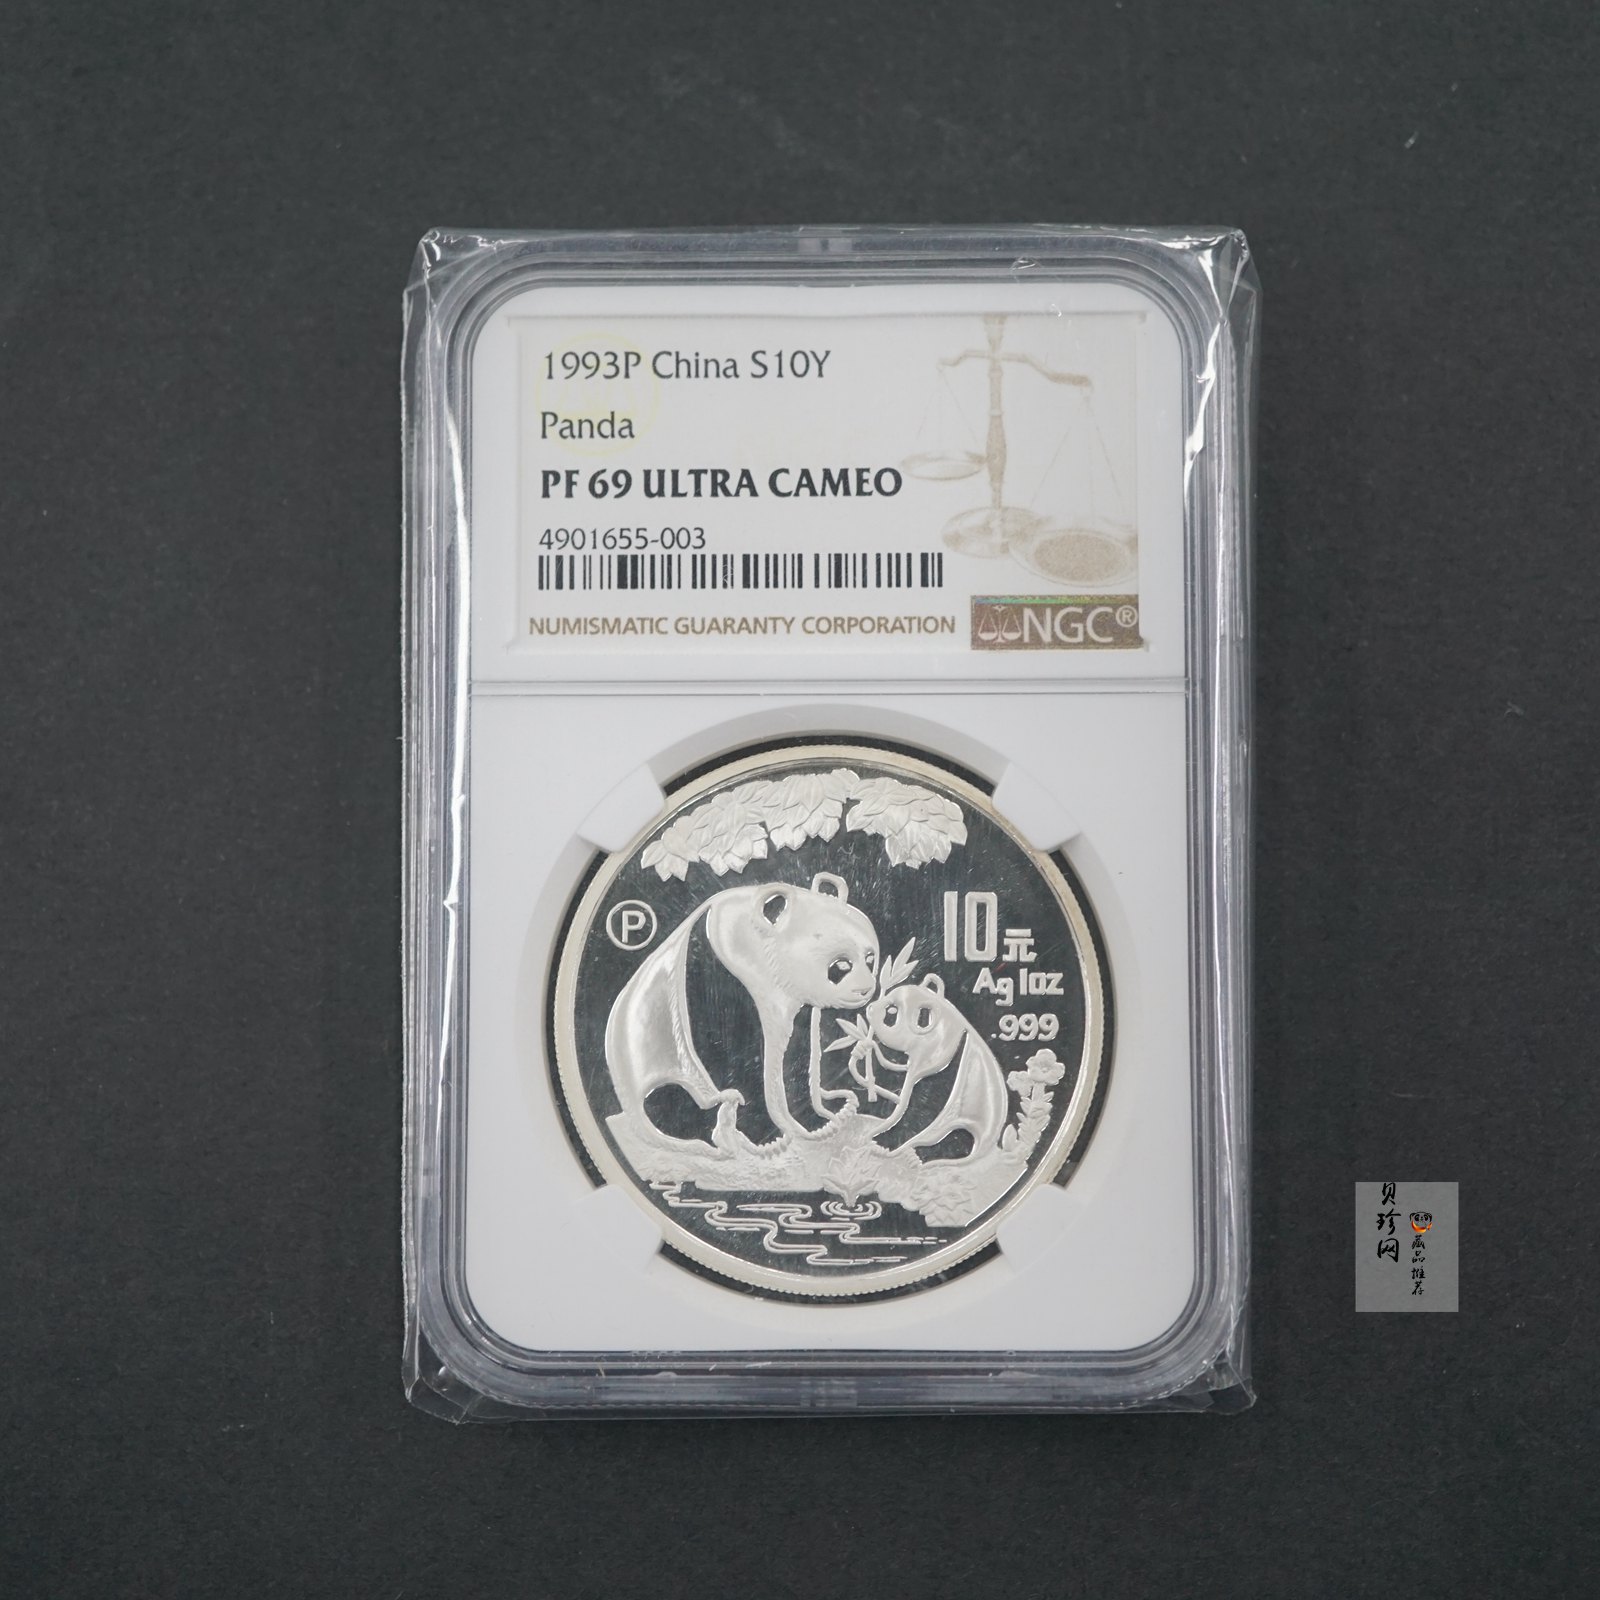 1993P China S10Y
Panda
PF 69 ULTRA CAMEO
4901655-003
NUMISMATIC GUARANTY CORPORATION
NGC®
P
10元
Ag 1oz
.999
贝珍网
藏品推荐